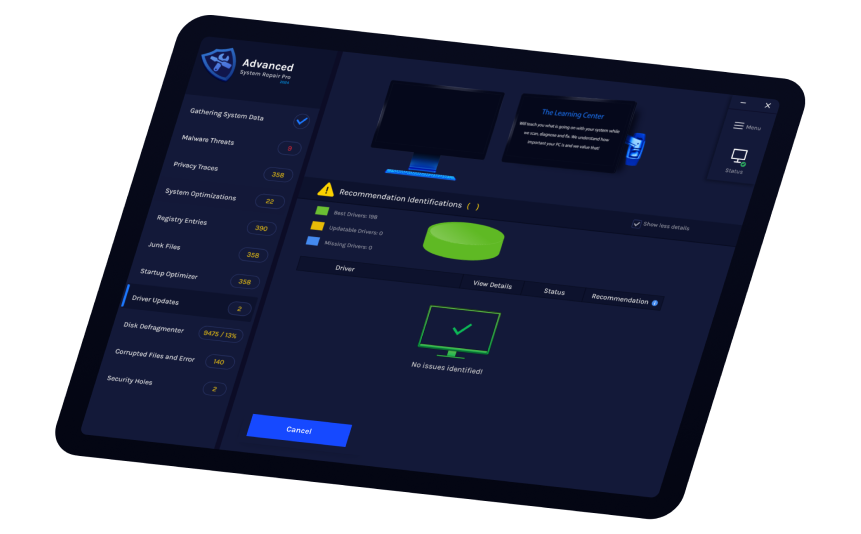 Advanced
System Repair Pro
Gathering System Data
Malware Threats 9
Privacy Traces 358
System Optimizations 22
Registry Entries 390
Junk Files 358
Startup Optimizer 358
Driver Updates 2
Disk Defragmenter 9475 / 13%
Corrupted Files and Error 140
Security Holes 2
The Learning Center
Will teach you what is going on with your system while
we scan, diagnose and fix. We understand how
important your PC is and we value that!
Menu
Status
Recommendation Identifications ( )
Show less details
Best Drivers: 198
Updatable Drivers: 0
Missing Drivers: 0
Driver View Details Status Recommendation
No issues identified!
Cancel